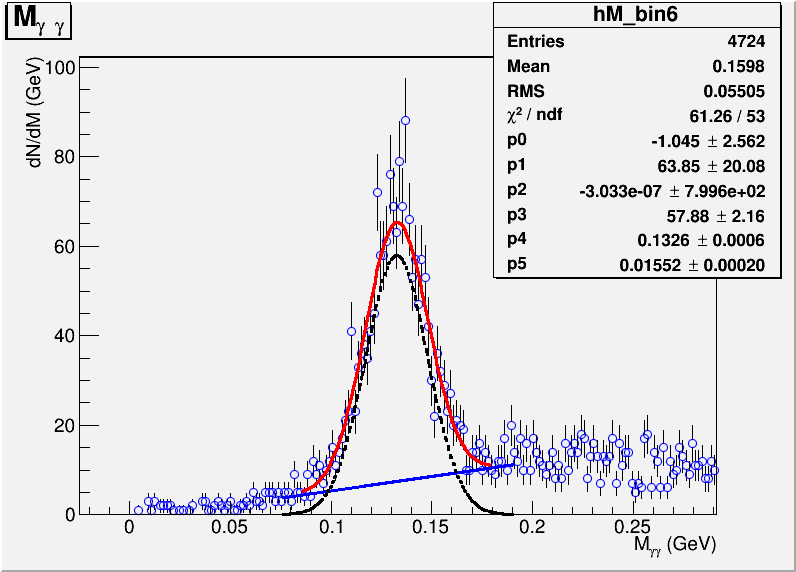 M_γ γ
hM_bin6
Entries 4724
Mean 0.1598
RMS 0.05505
χ² / ndf 61.26 / 53
p0 -1.045 ± 2.562
p1 63.85 ± 20.08
p2 -3.033e-07 ± 7.996e+02
p3 57.88 ± 2.16
p4 0.1326 ± 0.0006
p5 0.01552 ± 0.00020
dN/dM (GeV)
100
80
60
40
20
0
0 0.05 0.1 0.15 0.2 0.25
M_γγ (GeV)